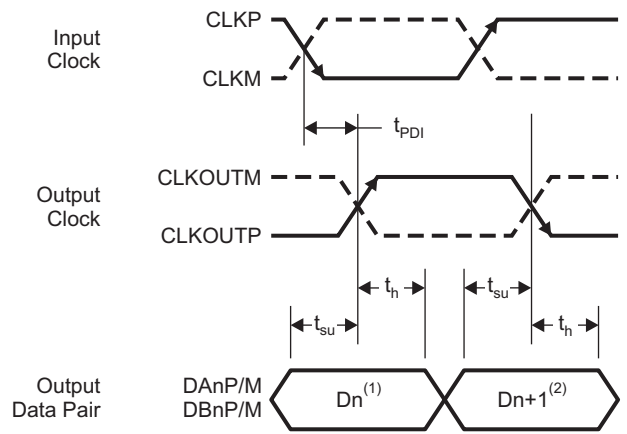 Input
Clock
CLKP
CLKM
t_PDI
Output
Clock
CLKOUTM
CLKOUTP
t_su
t_h
t_su
t_h
Output
Data Pair
DAnP/M
DBnP/M
Dn(1)
Dn+1(2)